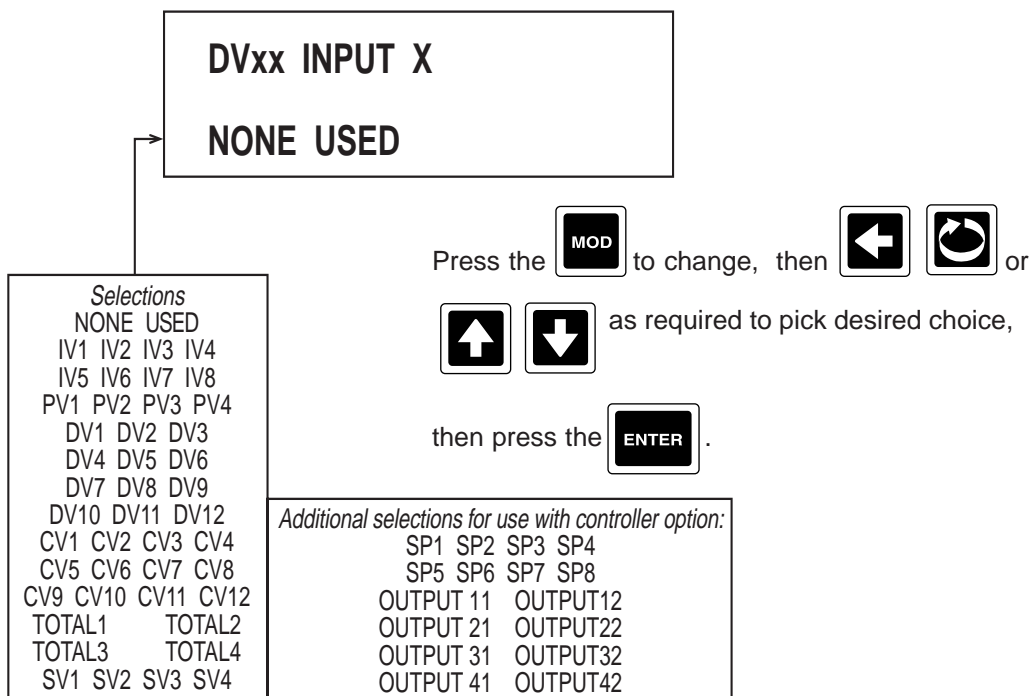 DVxx INPUT X
NONE USED
Press the MOD to change, then or
as required to pick desired choice,
then press the ENTER .
Selections
NONE USED
IV1 IV2 IV3 IV4
IV5 IV6 IV7 IV8
PV1 PV2 PV3 PV4
DV1 DV2 DV3
DV4 DV5 DV6
DV7 DV8 DV9
DV10 DV11 DV12
CV1 CV2 CV3 CV4
CV5 CV6 CV7 CV8
CV9 CV10 CV11 CV12
TOTAL1 TOTAL2
TOTAL3 TOTAL4
SV1 SV2 SV3 SV4
Additional selections for use with controller option:
SP1 SP2 SP3 SP4
SP5 SP6 SP7 SP8
OUTPUT 11 OUTPUT12
OUTPUT 21 OUTPUT22
OUTPUT 31 OUTPUT32
OUTPUT 41 OUTPUT42